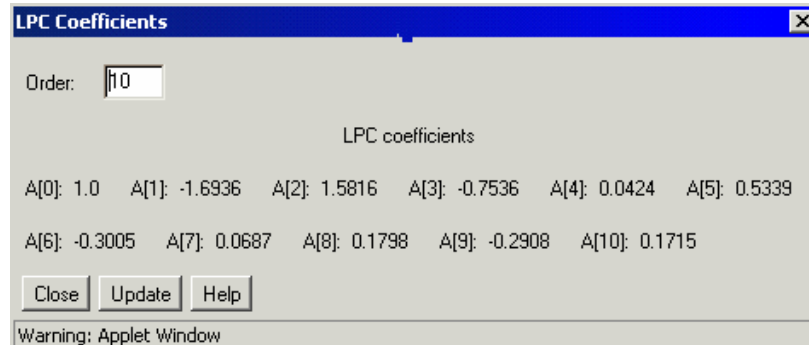 LPC Coefficients
Order: 10
LPC coefficients
A[0]: 1.0 A[1]: -1.6936 A[2]: 1.5816 A[3]: -0.7536 A[4]: 0.0424 A[5]: 0.5339
A[6]: -0.3005 A[7]: 0.0687 A[8]: 0.1798 A[9]: -0.2908 A[10]: 0.1715
Close Update Help
Warning: Applet Window